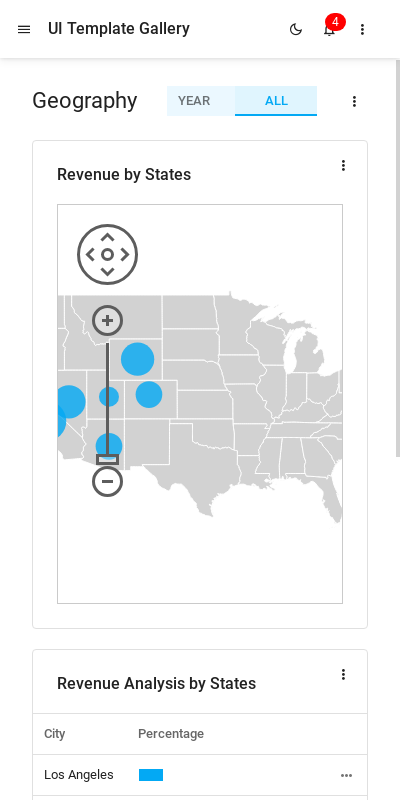 UI Template Gallery
4
Geography
YEAR
ALL
Revenue by States
Revenue Analysis by States
City
Percentage
Los Angeles